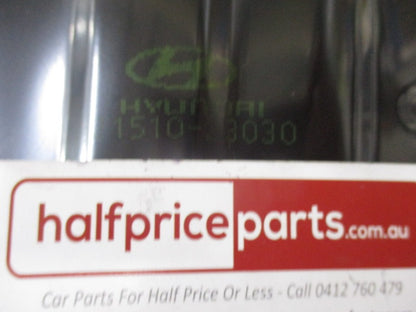 HYUNDAI
halfpriceparts.com.au
Car Parts For Half Price Or Less - Call 0412 760 479